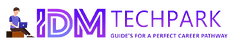 IDM TECHPARK
GUIDE'S FOR A PERFECT CAREER PATHWAY